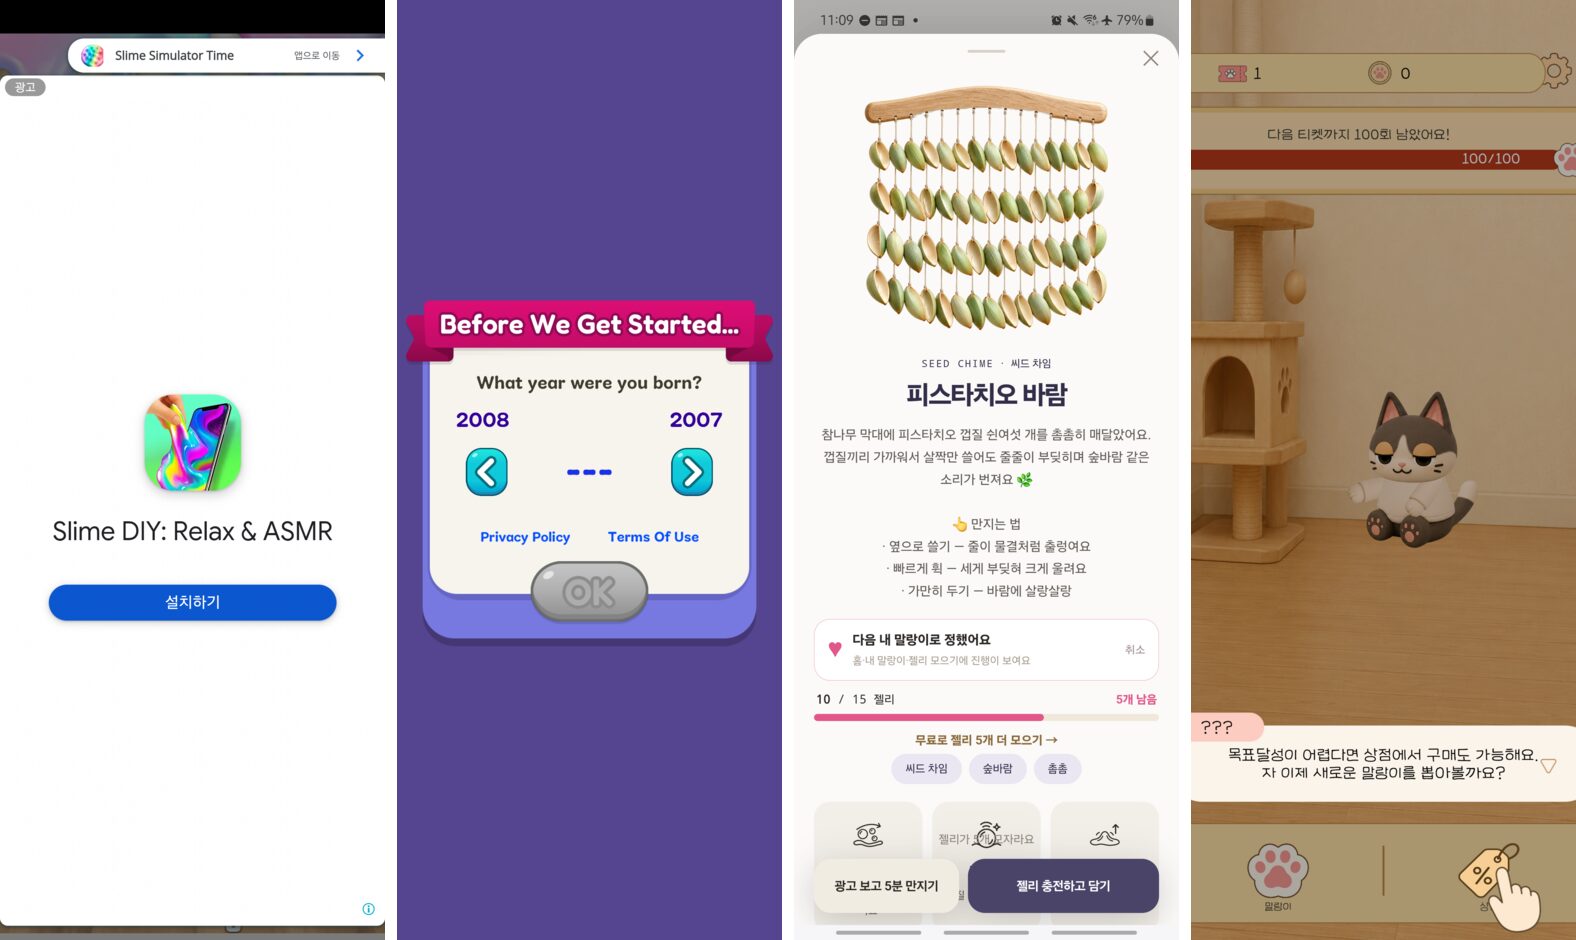 Slime Simulator Time
앱으로 이동
광고
Slime DIY: Relax & ASMR
설치하기
Before We Get Started...
What year were you born?
2008
2007
---
Privacy Policy
Terms Of Use
OK
11:09
79%
SEED CHIME · 씨드 차임
피스타치오 바람
참나무 막대에 피스타치오 껍질 쉰여섯 개를 촘촘히 매달았어요.
껍질끼리 가까워서 살짝만 쓸어도 줄줄이 부딪히며 숲바람 같은
소리가 번져요 🌿
👆 만지는 법
· 옆으로 쓸기 — 줄이 물결처럼 출렁여요
· 빠르게 휙 — 세게 부딪혀 크게 울려요
· 가만히 두기 — 바람에 살랑살랑
다음 내 말랑이로 정했어요
홈·내 말랑이·젤리 모으기에 진행이 보여요
취소
10 / 15 젤리
5개 남음
무료로 젤리 5개 더 모으기 →
씨드 차임
숲바람
촘촘
젤리가 5개 모자라요
광고 보고 5분 만지기
젤리 충전하고 담기
1
0
다음 티켓까지 100회 남았어요!
100/100
???
목표달성이 어렵다면 상점에서 구매도 가능해요.
자 이제 새로운 말랑이를 뽑아볼까요?
말랑이